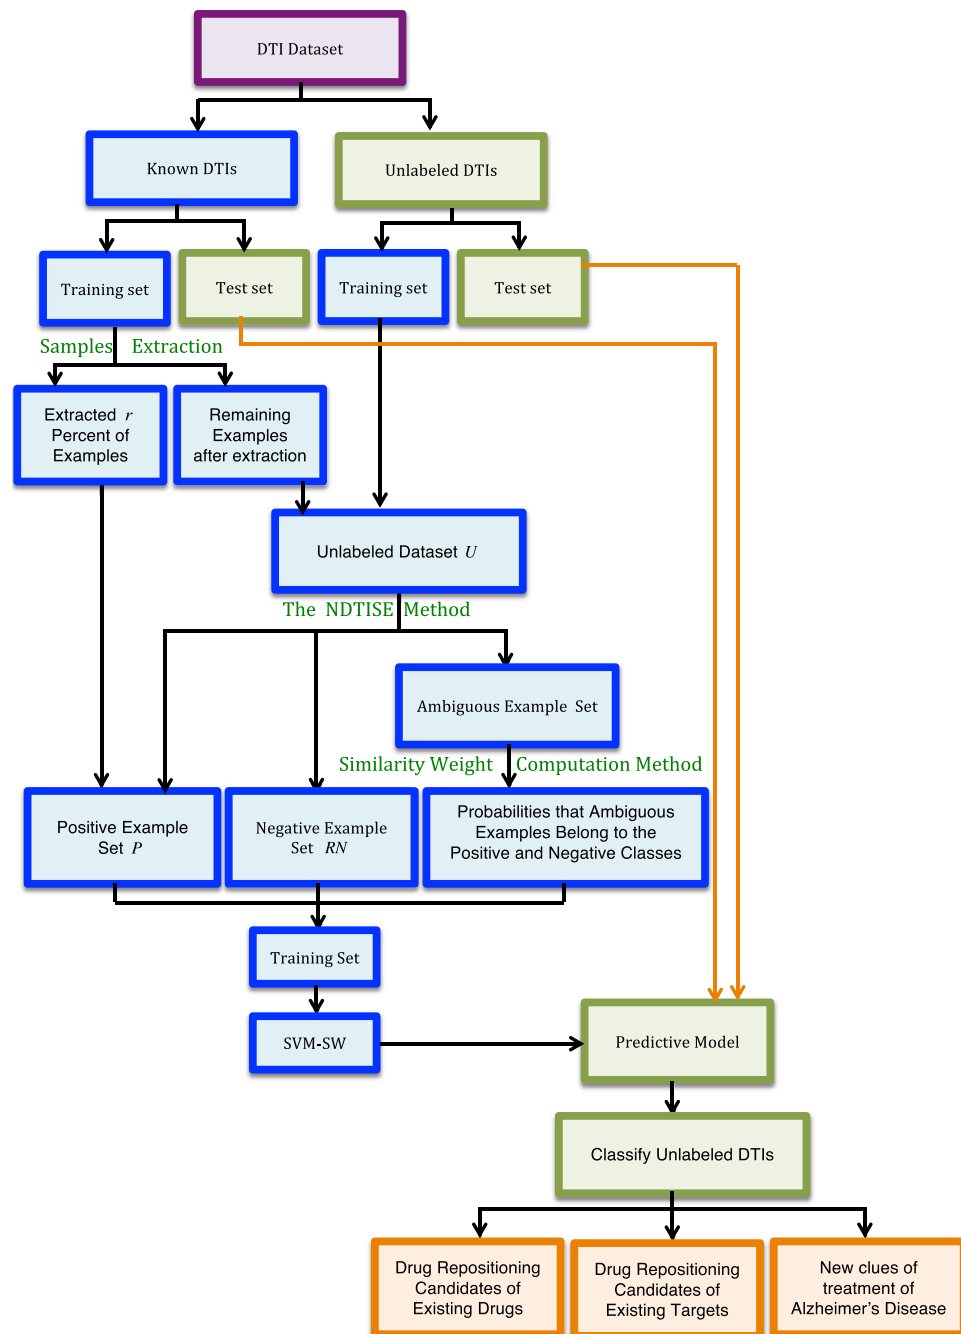 DTI Dataset
Known DTIs
Unlabeled DTIs
Training set
Test set
Training set
Test set
Samples Extraction
Extracted r
Percent of
Examples
Remaining
Examples
after extraction
Unlabeled Dataset U
The NDTISE Method
Ambiguous Example Set
Similarity Weight Computation Method
Positive Example
Set P
Negative Example
Set RN
Probabilities that Ambiguous
Examples Belong to the
Positive and Negative Classes
Training Set
SVM-SW
Predictive Model
Classify Unlabeled DTIs
Drug Repositioning
Candidates of
Existing Drugs
Drug Repositioning
Candidates of
Existing Targets
New clues of
treatment of
Alzheimer's Disease